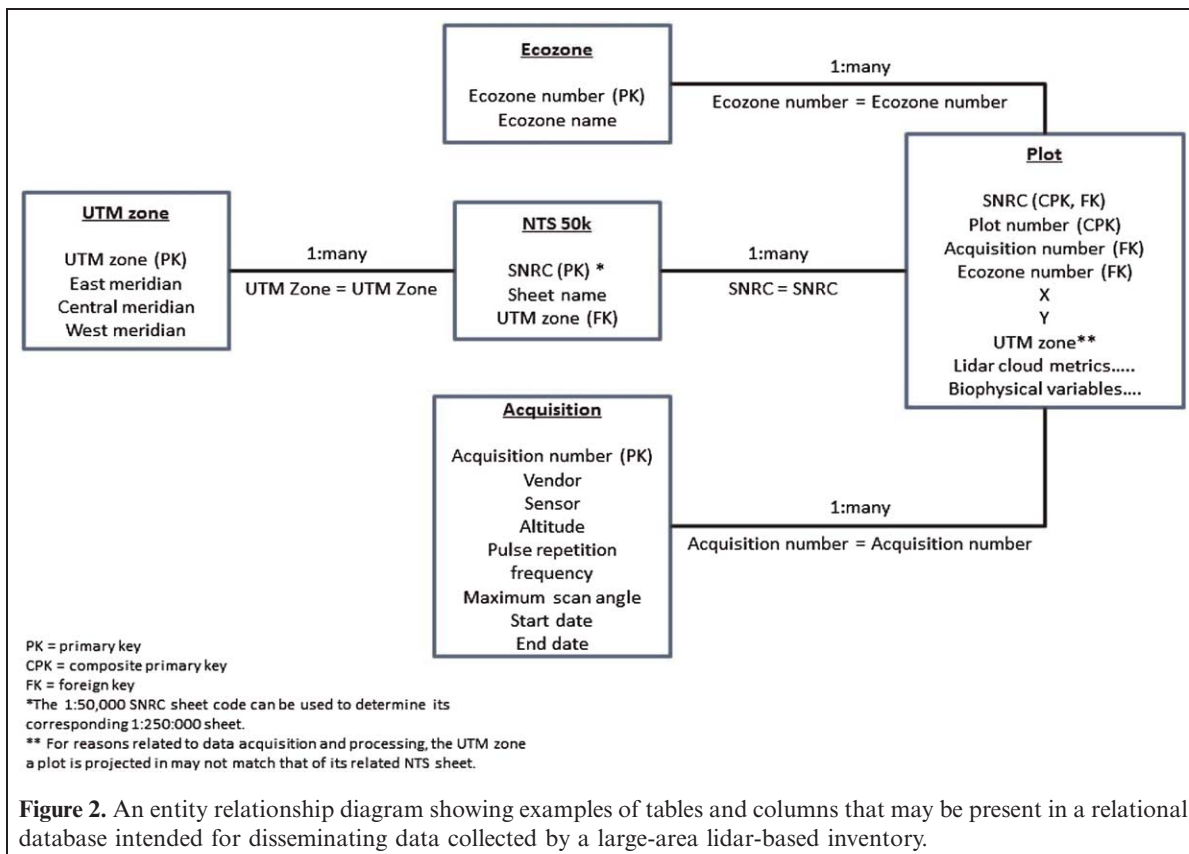 Ecozone
Ecozone number (PK)
Ecozone name
1:many
Ecozone number = Ecozone number
UTM zone
UTM zone (PK)
East meridian
Central meridian
West meridian
1:many
UTM Zone = UTM Zone
NTS 50k
SNRC (PK) *
Sheet name
UTM zone (FK)
1:many
SNRC = SNRC
Plot
SNRC (CPK, FK)
Plot number (CPK)
Acquisition number (FK)
Ecozone number (FK)
X
Y
UTM zone**
Lidar cloud metrics.....
Biophysical variables....
Acquisition
Acquisition number (PK)
Vendor
Sensor
Altitude
Pulse repetition
frequency
Maximum scan angle
Start date
End date
1:many
Acquisition number = Acquisition number
PK = primary key
CPK = composite primary key
FK = foreign key
*The 1:50,000 SNRC sheet code can be used to determine its
corresponding 1:250:000 sheet.
** For reasons related to data acquisition and processing, the UTM zone
a plot is projected in may not match that of its related NTS sheet.
Figure 2. An entity relationship diagram showing examples of tables and columns that may be present in a relational
database intended for disseminating data collected by a large-area lidar-based inventory.